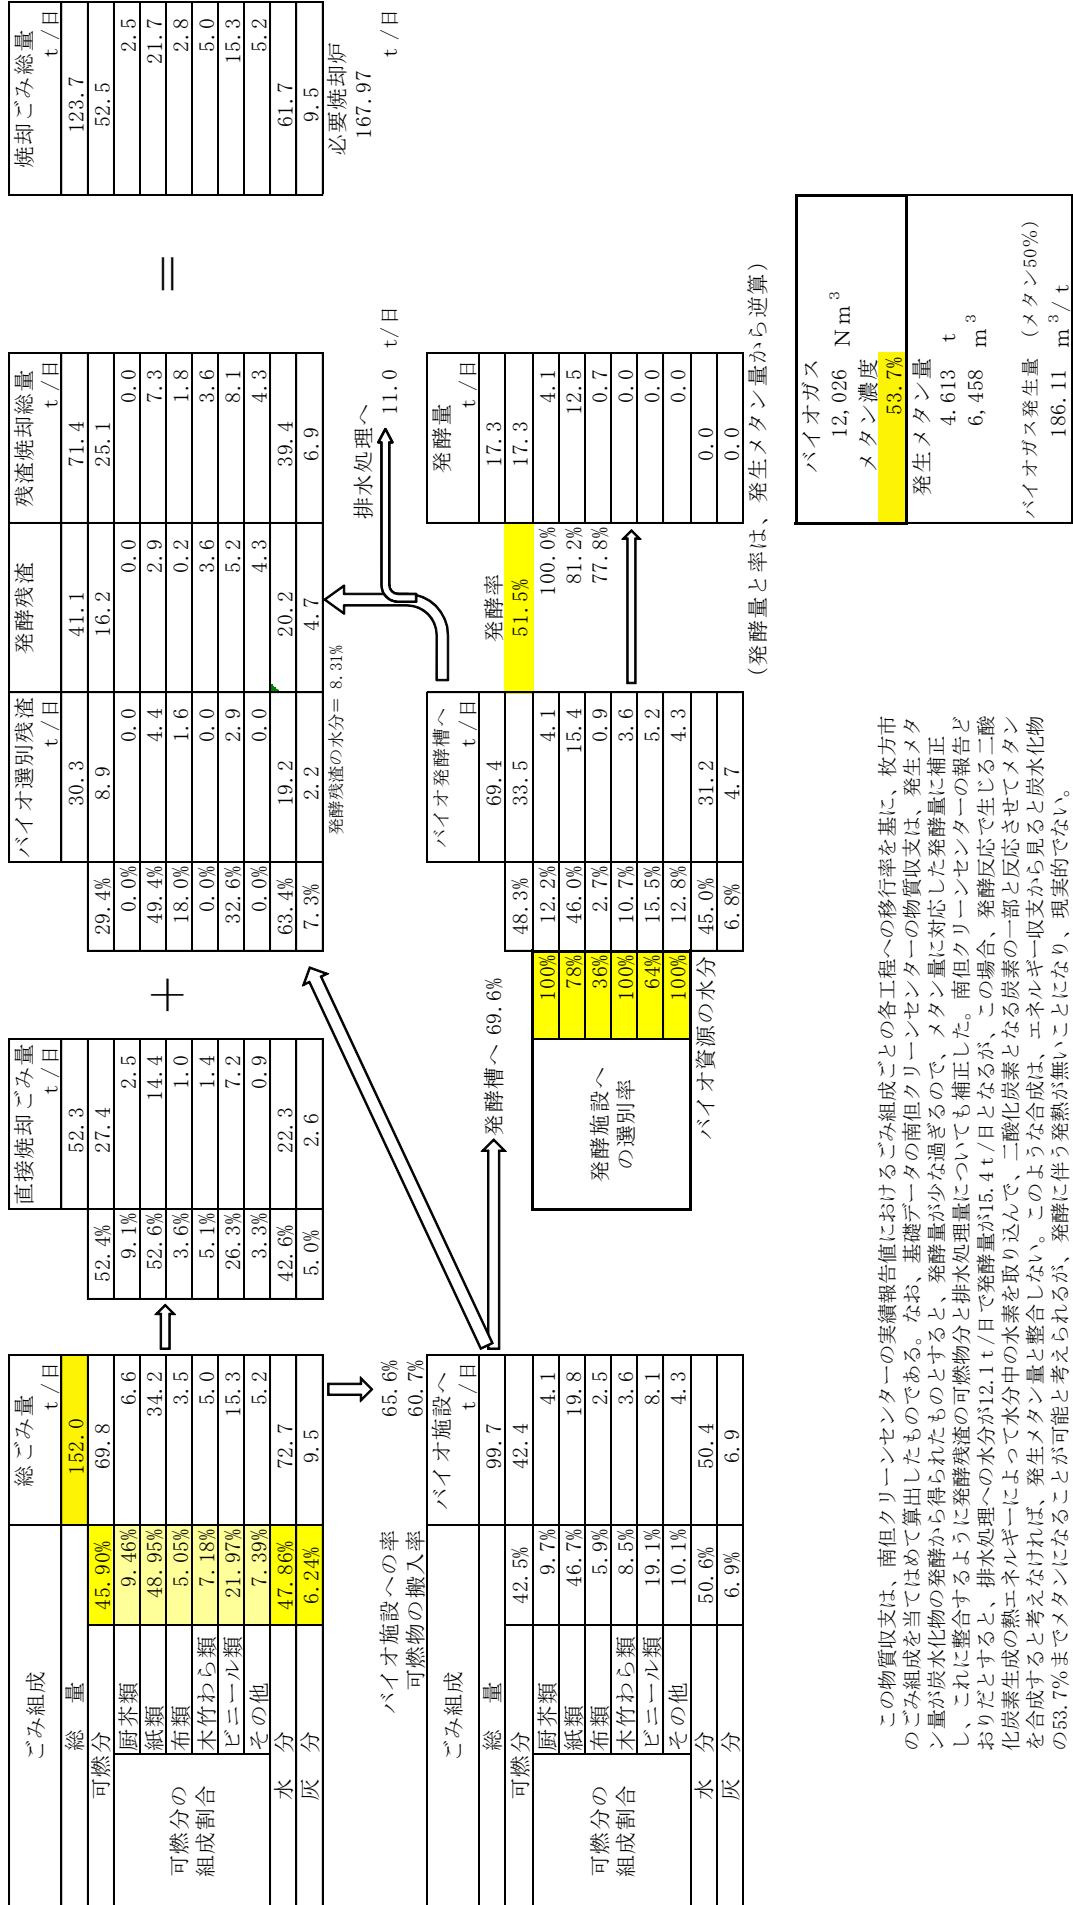 ごみ組成 総ごみ量 t/日
総　量 152.0
可燃分 45.90% 69.8
可燃分の組成割合
厨芥類 9.46% 6.6
紙類 48.95% 34.2
布類 5.05% 3.5
木竹わら類 7.18% 5.0
ビニール類 21.97% 15.3
その他 7.39% 5.2
水　分 47.86% 72.7
灰　分 6.24% 9.5
直接焼却ごみ量 t/日
52.3
52.4% 27.4
9.1% 2.5
52.6% 14.4
3.6% 1.0
5.1% 1.4
26.3% 7.2
3.3% 0.9
42.6% 22.3
5.0% 2.6
＋
バイオ選別残渣 t/日 発酵残渣 残渣焼却総量 t/日
30.3 41.1 71.4
29.4% 8.9 16.2 25.1
0.0% 0.0 0.0 0.0
49.4% 4.4 2.9 7.3
18.0% 1.6 0.2 1.8
0.0% 0.0 3.6 3.6
32.6% 2.9 5.2 8.1
0.0% 0.0 4.3 4.3
63.4% 19.2 20.2 39.4
7.3% 2.2 4.7 6.9
発酵残渣の水分＝ 8.31%
＝
焼却ごみ総量 t/日
123.7
52.5
2.5
21.7
2.8
5.0
15.3
5.2
61.7
9.5
必要焼却炉
167.97
t/日
バイオ施設への率 65.6%
可燃物の搬入率 60.7%
排水処理へ
11.0 t/日
ごみ組成 バイオ施設へ t/日
総　量 99.7
可燃分 42.5% 42.4
可燃分の組成割合
厨芥類 9.7% 4.1
紙類 46.7% 19.8
布類 5.9% 2.5
木竹わら類 8.5% 3.6
ビニール類 19.1% 8.1
その他 10.1% 4.3
水　分 50.6% 50.4
灰　分 6.9% 6.9
発酵槽へ 69.6%
発酵施設への選別率
100%
78%
36%
100%
64%
100%
バイオ資源の水分
バイオ発酵槽へ t/日
69.4
48.3% 33.5
12.2% 4.1
46.0% 15.4
2.7% 0.9
10.7% 3.6
15.5% 5.2
12.8% 4.3
45.0% 31.2
6.8% 4.7
発酵率
51.5%
100.0%
81.2%
77.8%
発酵量 t/日
17.3
17.3
4.1
12.5
0.7
0.0
0.0
0.0
0.0
0.0
（発酵量と率は、発生メタン量から逆算）
バイオガス
12,026 Nm3
メタン濃度
53.7%
発生メタン量
4.613 t
6,458 m3
バイオガス発生量 （メタン50%）
186.11 m3/t
この物質収支は、南但クリーンセンターの実績報告値におけるごみ組成ごとの各工程への移行率を基に、枚方市
のごみ組成を当てはめて算出したものである。なお、基礎データの南但クリーンセンターの物質収支は、発生メタ
ン量が炭水化物の発酵から得られたものとすると、発酵量が少な過ぎるので、メタン量に対応した発酵量に補正
し、これに整合するように発酵残渣の可燃物分と排水処理量についても補正した。南但クリーンセンターの報告ど
おりだとすると、排水処理への水分が12.1t/日で発酵量が15.4t/日となるが、この場合、発酵反応で生じる二酸
化炭素生成の熱エネルギーによって水分中の水素を取り込んで、二酸化炭素となる炭素の一部と反応させてメタン
を合成すると考えなければ、発生メタン量と整合しない。このような合成は、エネルギー収支から見ると炭水化物
の53.7%までメタンになることが可能と考えられるが、発酵に伴う発熱が無いことになり、現実的でない。